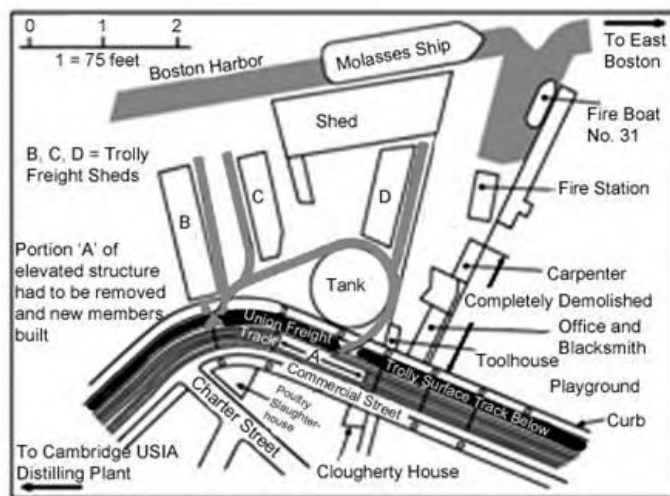 0 1 2
1 = 75 feet
Boston Harbor
Molasses Ship
To East
Boston
Fire Boat
No. 31
Shed
B, C, D = Trolly
Freight Sheds
B
C
D
Fire Station
Portion 'A' of
elevated structure
had to be removed
and new members
built
Tank
Carpenter
Completely Demolished
Office and
Blacksmith
Toolhouse
Union Freight
Track
A
Trolly Surface Track Below
Commercial Street
Playground
Curb
Poultry
Slaughter-
house
Charter Street
Clougherty House
To Cambridge USIA
Distilling Plant